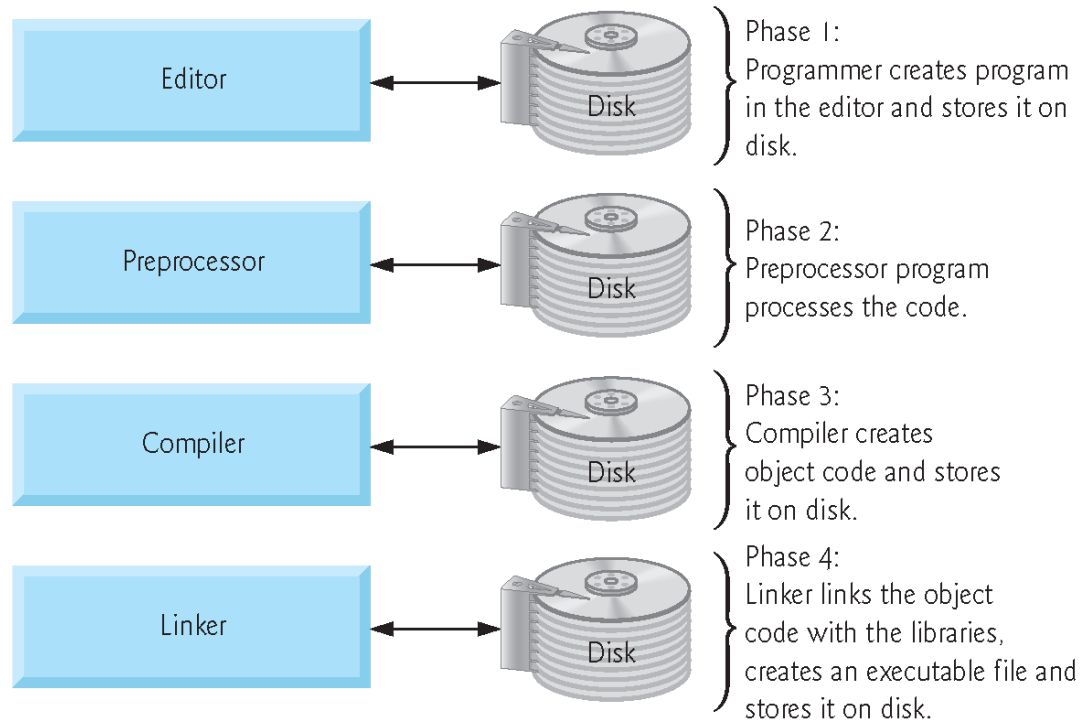 Editor
Disk
Phase 1:
Programmer creates program
in the editor and stores it on
disk.
Preprocessor
Disk
Phase 2:
Preprocessor program
processes the code.
Compiler
Disk
Phase 3:
Compiler creates
object code and stores
it on disk.
Linker
Disk
Phase 4:
Linker links the object
code with the libraries,
creates an executable file and
stores it on disk.